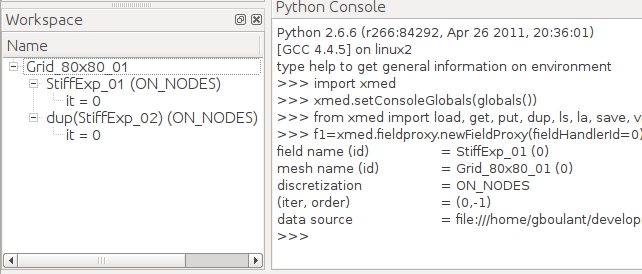 Workspace
Name
Grid_80x80_01
StiffExp_01 (ON_NODES)
it = 0
dup(StiffExp_02) (ON_NODES)
it = 0
Python Console
Python 2.6.6 (r266:84292, Apr 26 2011, 20:36:01)
[GCC 4.4.5] on linux2
type help to get general information on environment
>>> import xmed
>>> xmed.setConsoleGlobals(globals())
>>> from xmed import load, get, put, dup, ls, la, save, v
>>> f1=xmed.fieldproxy.newFieldProxy(fieldHandlerId=0)
field name (id) = StiffExp_01 (0)
mesh name (id) = Grid_80x80_01 (0)
discretization = ON_NODES
(iter, order) = (0,-1)
data source = file:///home/gboulant/develop
>>>